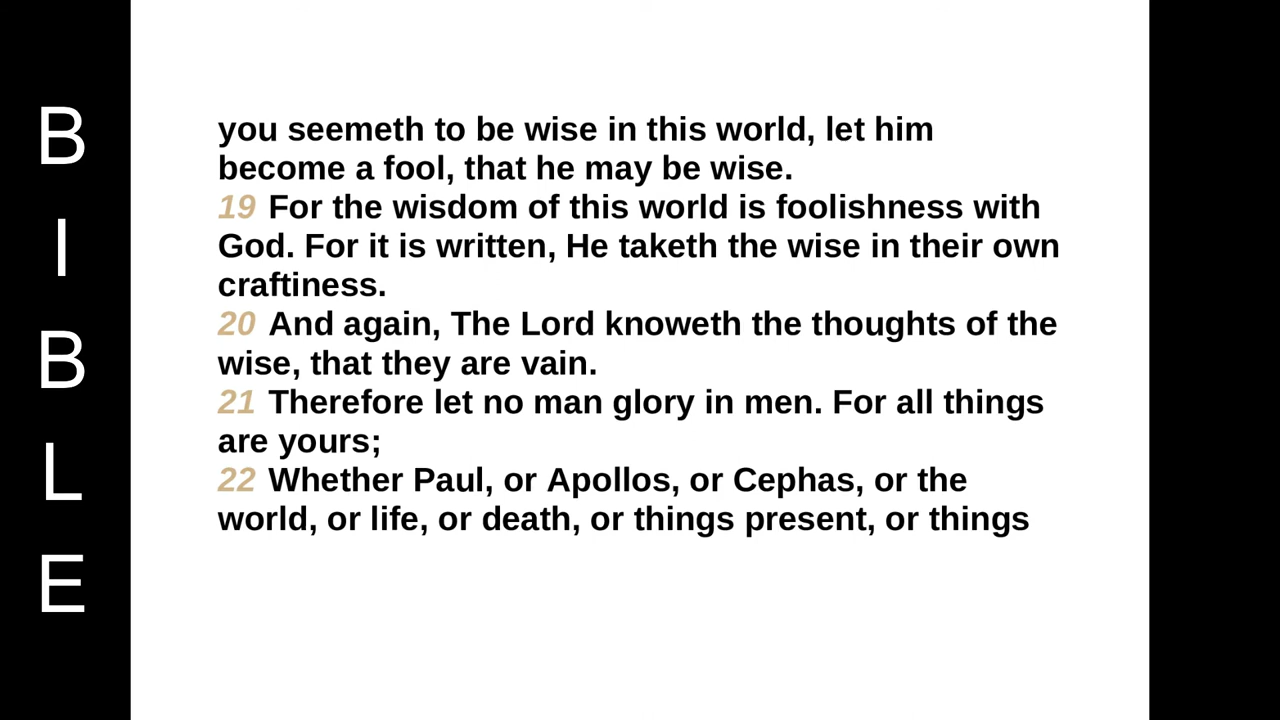 BIBLE
you seemeth to be wise in this world, let him
become a fool, that he may be wise.
19 For the wisdom of this world is foolishness with
God. For it is written, He taketh the wise in their own
craftiness.
20 And again, The Lord knoweth the thoughts of the
wise, that they are vain.
21 Therefore let no man glory in men. For all things
are yours;
22 Whether Paul, or Apollos, or Cephas, or the
world, or life, or death, or things present, or things